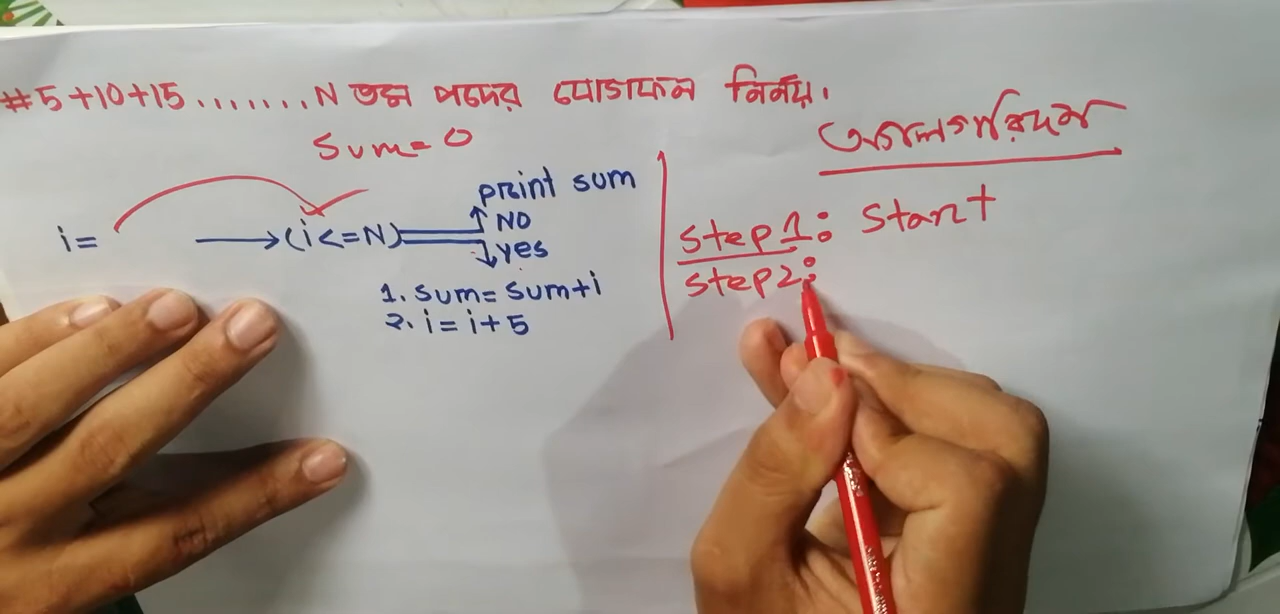 #5+10+15.......N তম পদের যোগফল নির্ণয়।
Sum=0
i= → (i<=N)
print sum
NO
yes
1. sum=sum+i
2. i=i+5
অ্যালগরিদম
Step1: Start
Step2: